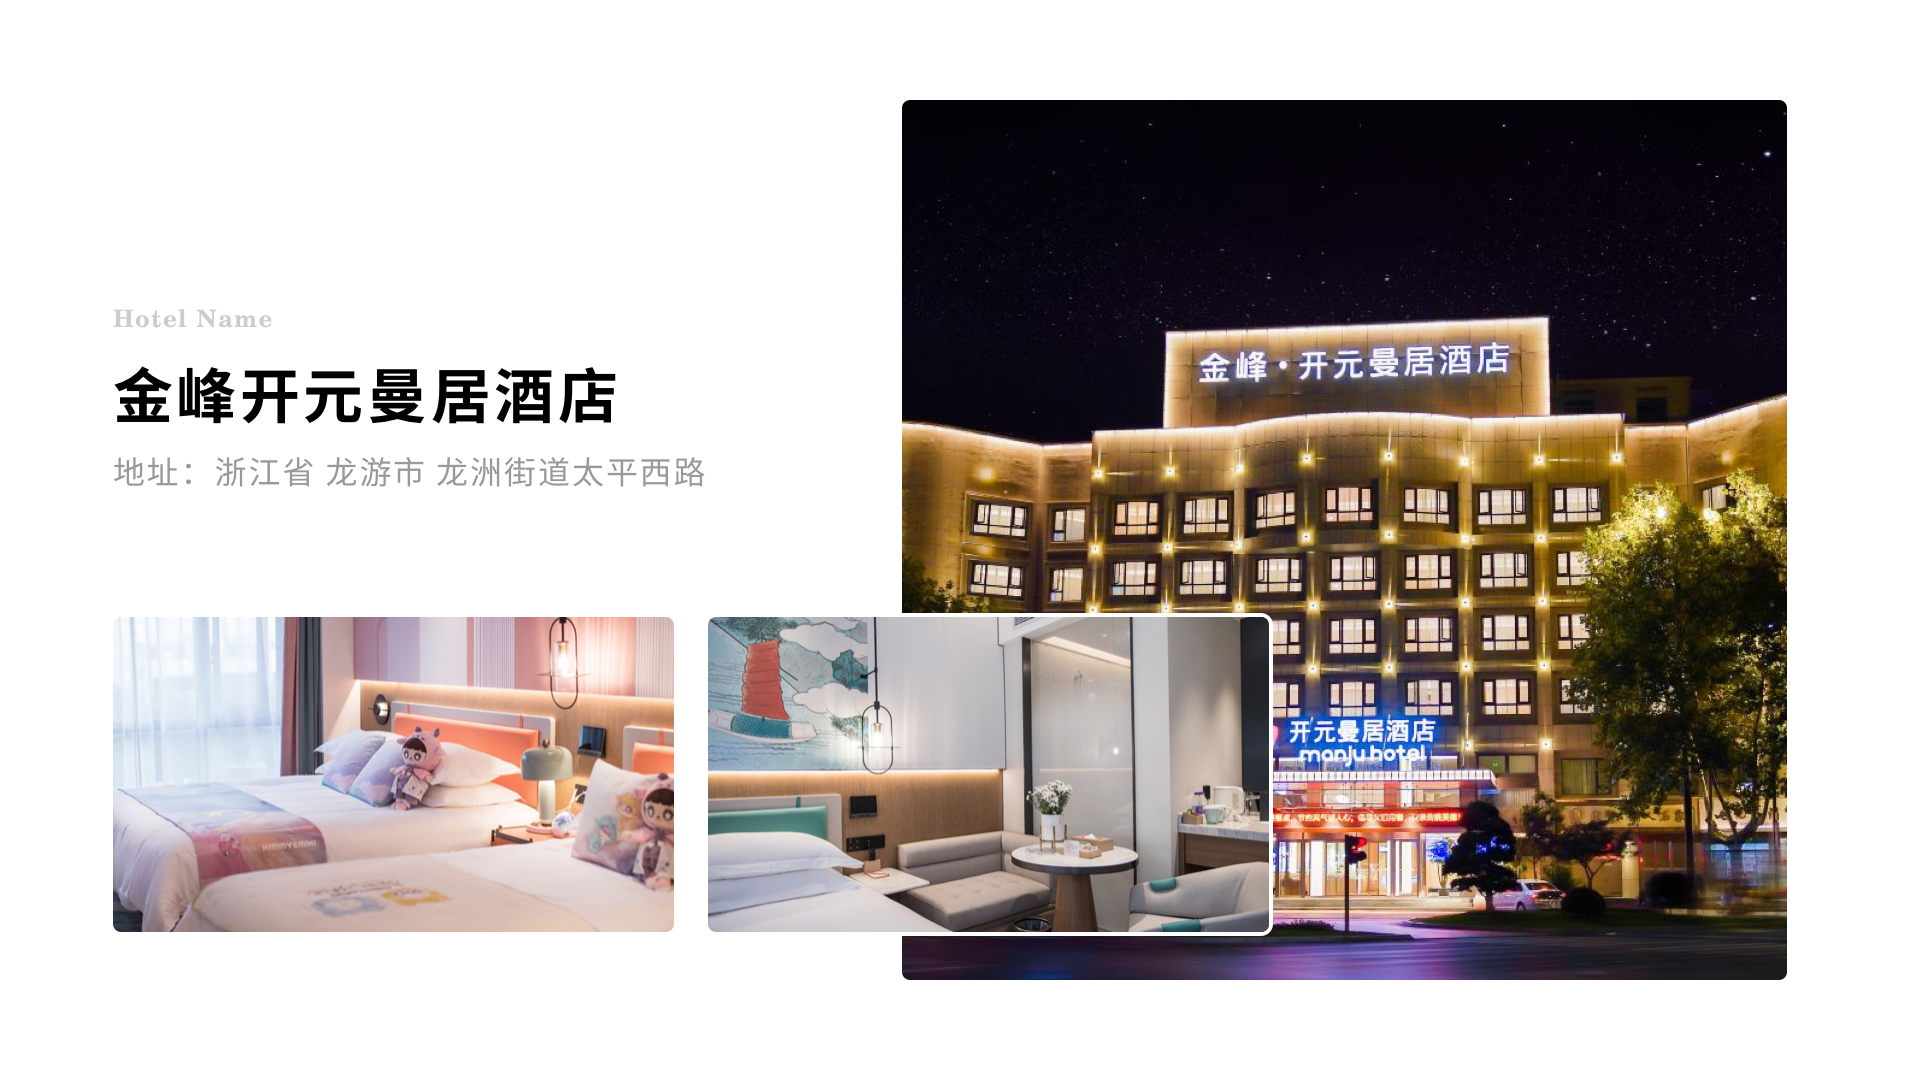 Hotel Name
金峰开元曼居酒店
地址：浙江省 龙游市 龙洲街道太平西路
金峰·开元曼居酒店
开元曼居酒店
manju hotel